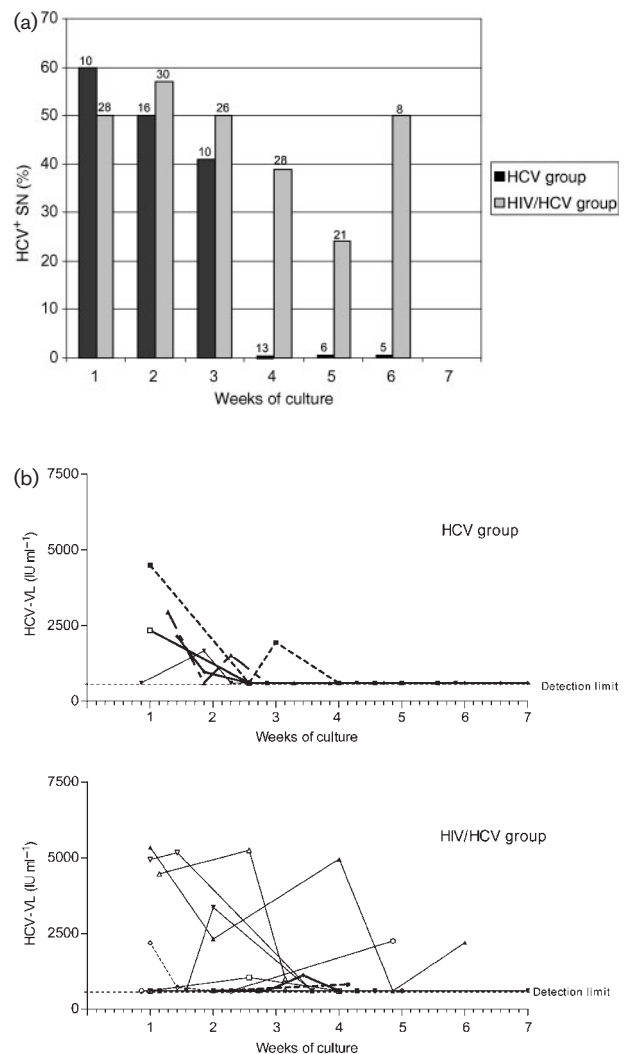 (a)
70
60
50
40
30
20
10
0
HCV+ SN (%)
10
28
16
30
10
26
13
28
6
21
5
8
1 2 3 4 5 6 7
Weeks of culture
HCV group
HIV/HCV group
(b)
7500
5000
2500
0
HCV-VL (IU ml⁻¹)
HCV group
Detection limit
1 2 3 4 5 6 7
Weeks of culture
7500
5000
2500
0
HCV-VL (IU ml⁻¹)
HIV/HCV group
Detection limit
1 2 3 4 5 6 7
Weeks of culture